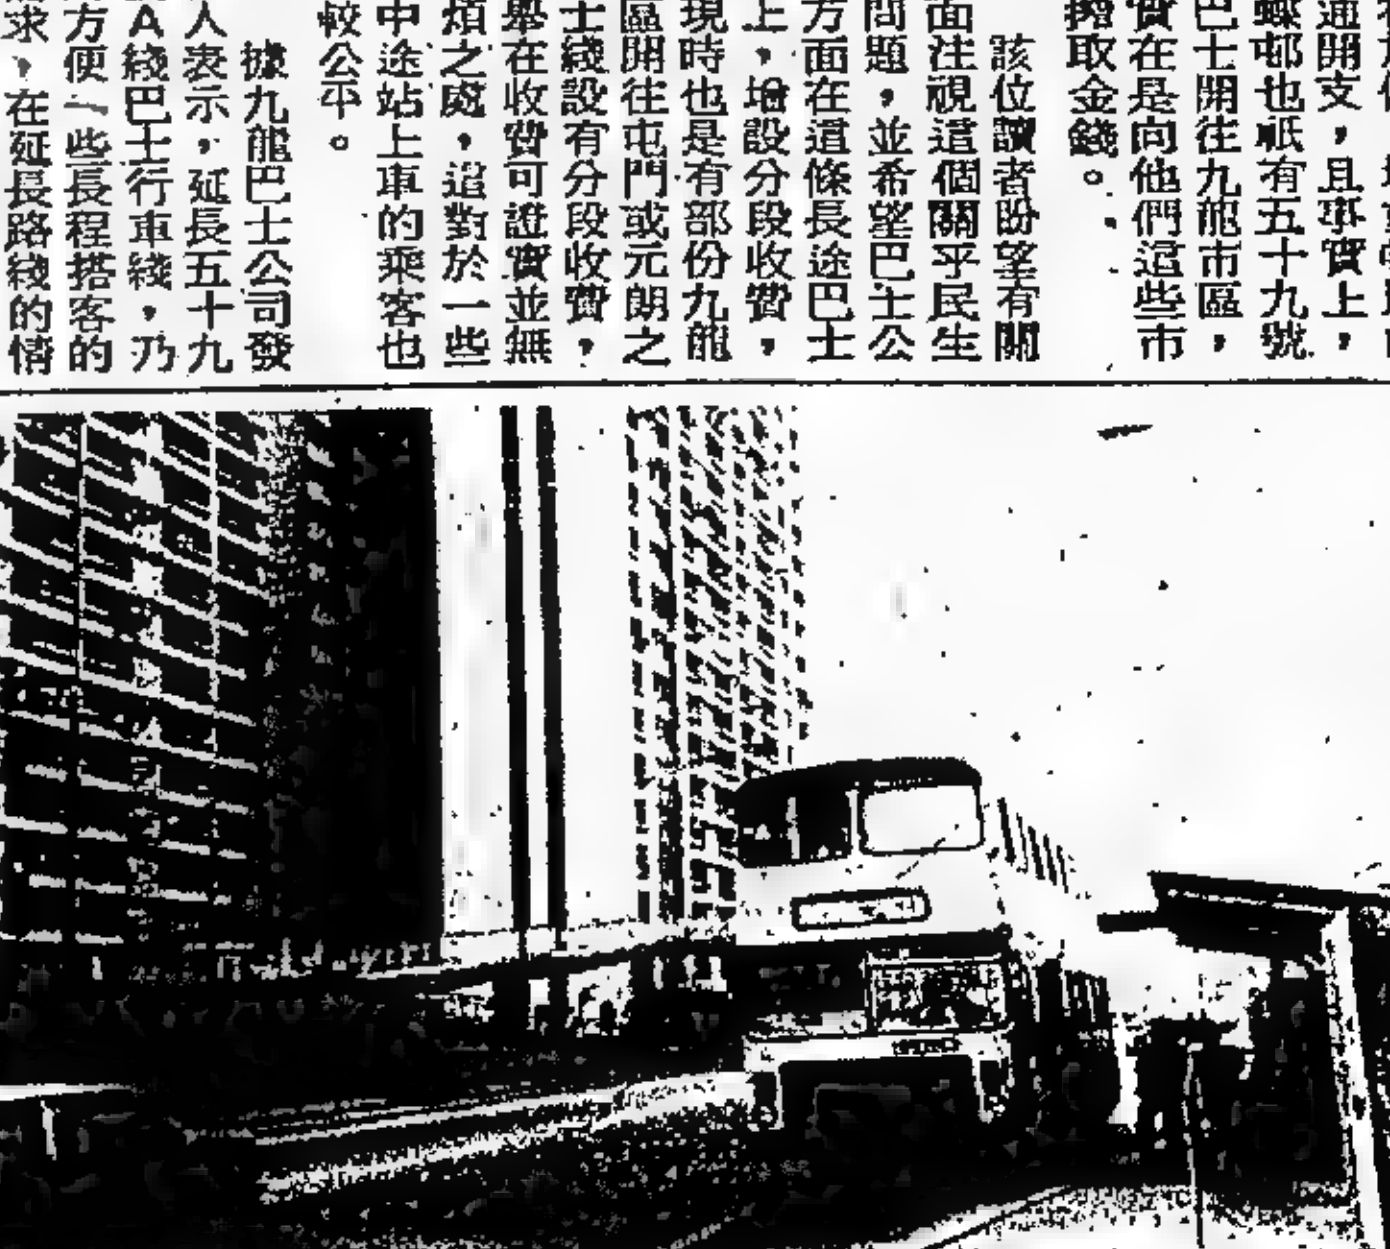 通開支，且事實上，
蝶邨也祇有五十九號
巴士開往九龍市區，
實在是向他們這些市
取金錢。
該位讀者盼望有關
面注視這個關乎民生
問題，並希望巴士公
方面在這條長途巴士
上，增設分段收費，
現時也是有部份九龍
區開往屯門或元朗之
士綫設有分段收費，
舉在收費可證實並無
煩之處，這對於一些
中途站上車的乘客也
較公平。
據九龍巴士公司發
人表示，延長五十九
A綫巴士行車綫，乃
方便一些長程搭客的
求，在延長路綫的情